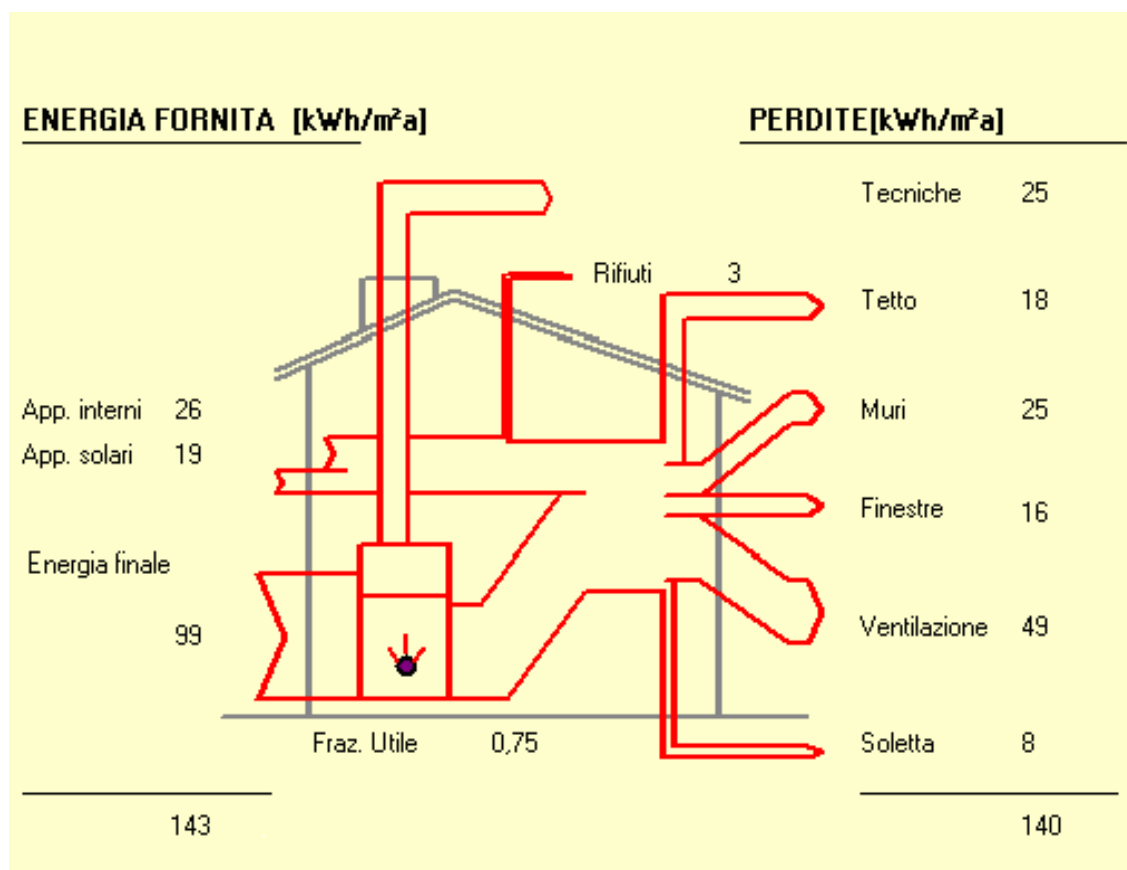 ENERGIA FORNITA [kWh/m²a]
PERDITE[kWh/m²a]
Tecniche 25
Rifiuti 3
Tetto 18
App. interni 26
Muri 25
App. solari 19
Finestre 16
Energia finale
99
Ventilazione 49
Fraz. Utile 0,75
Soletta 8
143
140